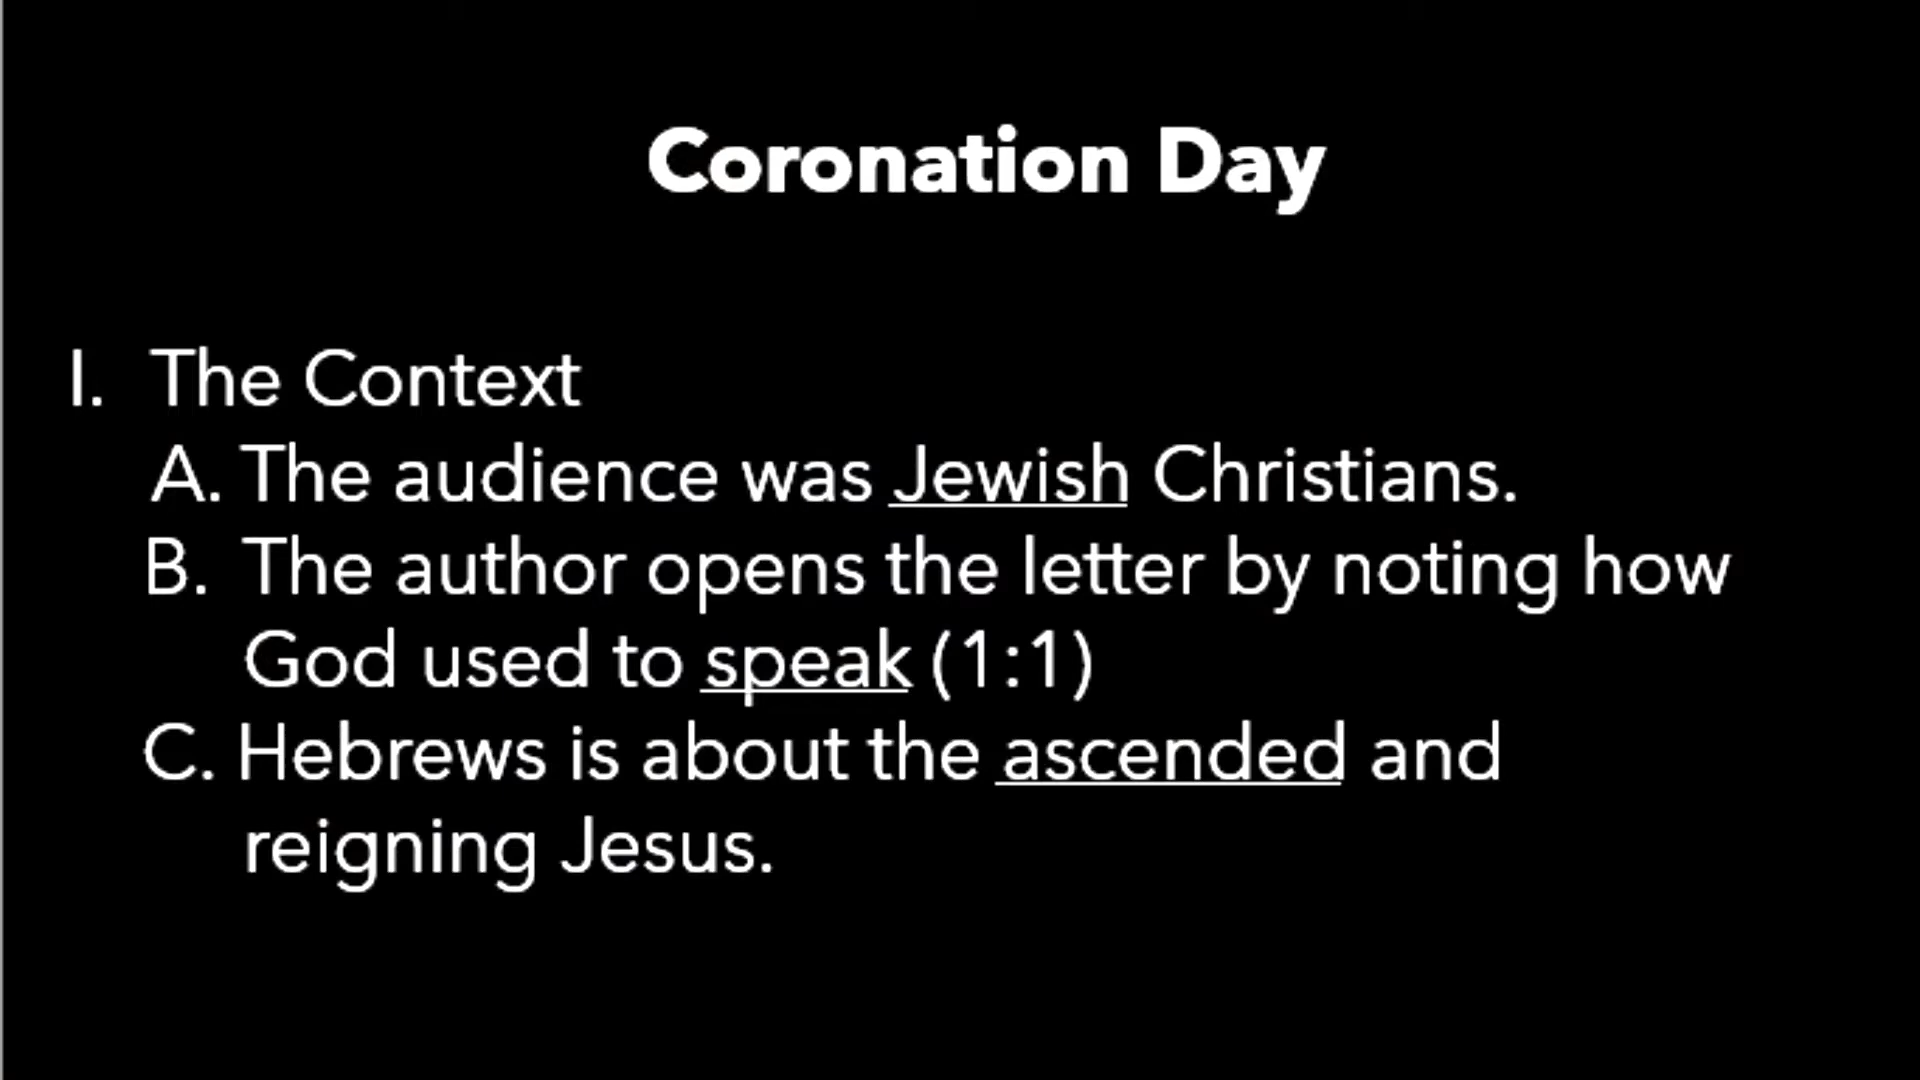 Coronation Day
I. The Context
A. The audience was Jewish Christians.
B. The author opens the letter by noting how
God used to speak (1:1)
C. Hebrews is about the ascended and
reigning Jesus.